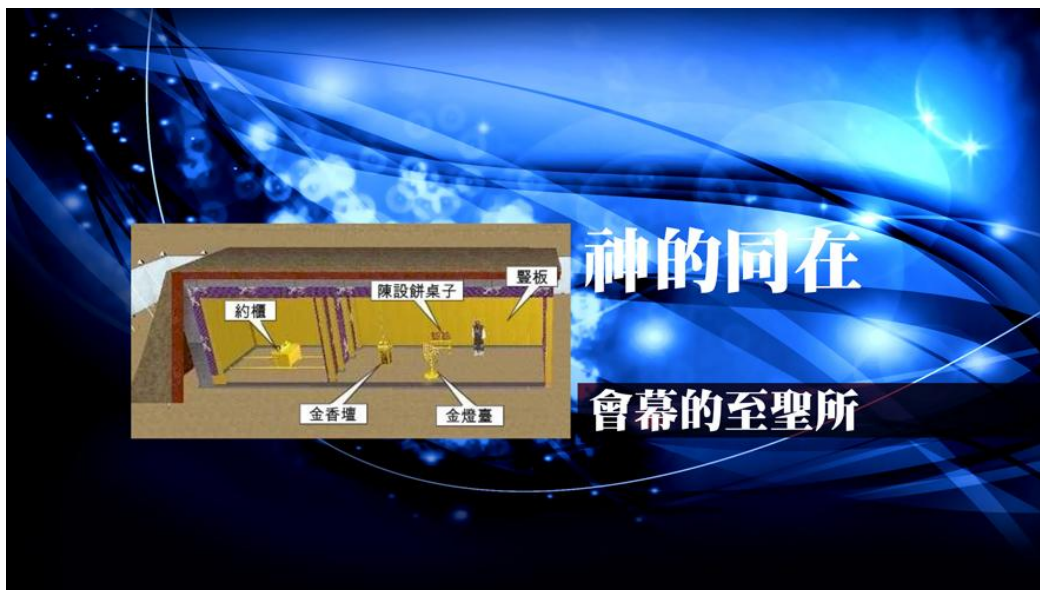 神的同在
會幕的至聖所
豎板
陳設餅桌子
約櫃
金香壇
金燈臺